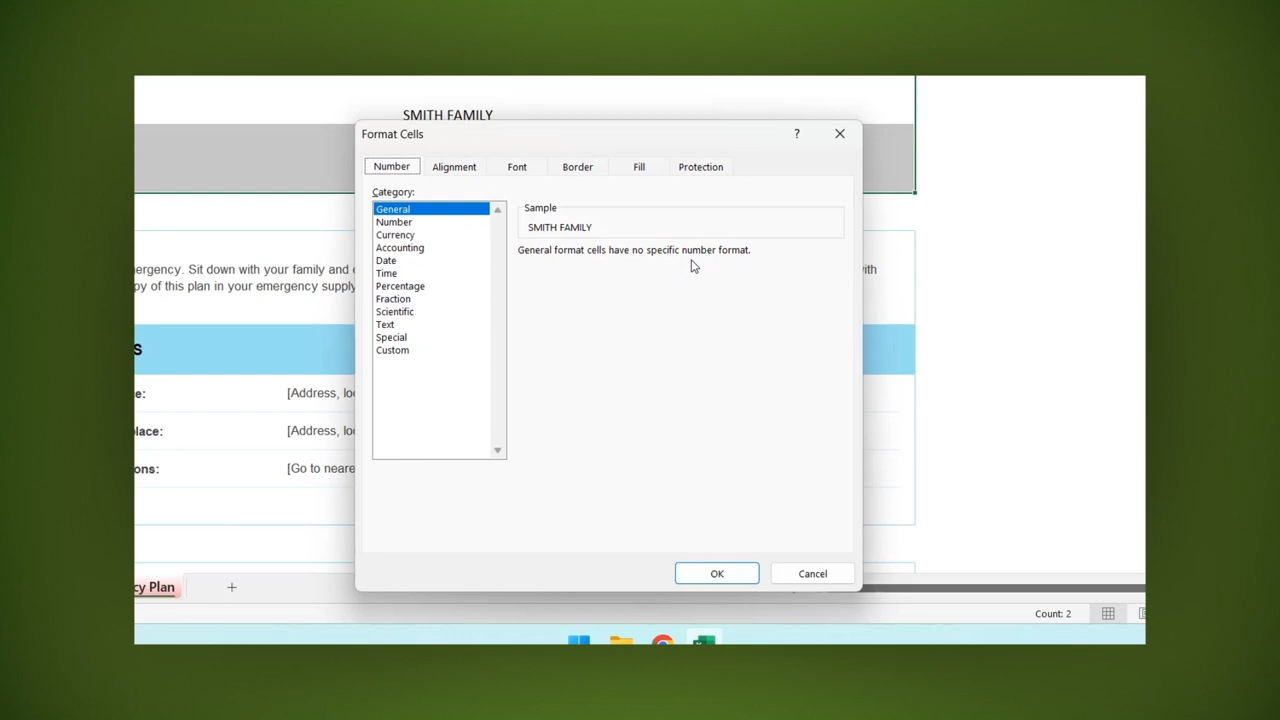 SMITH FAMILY
Format Cells
?
Number Alignment Font Border Fill Protection
Category:
General
Number
Currency
Accounting
Date
Time
Percentage
Fraction
Scientific
Text
Special
Custom
Sample
SMITH FAMILY
General format cells have no specific number format.
ergency. Sit down with your family and
with
py of this plan in your emergency supply
s
e: [Address, loc
lace: [Address, loc
ons: [Go to neare
OK Cancel
cy Plan +
Count: 2